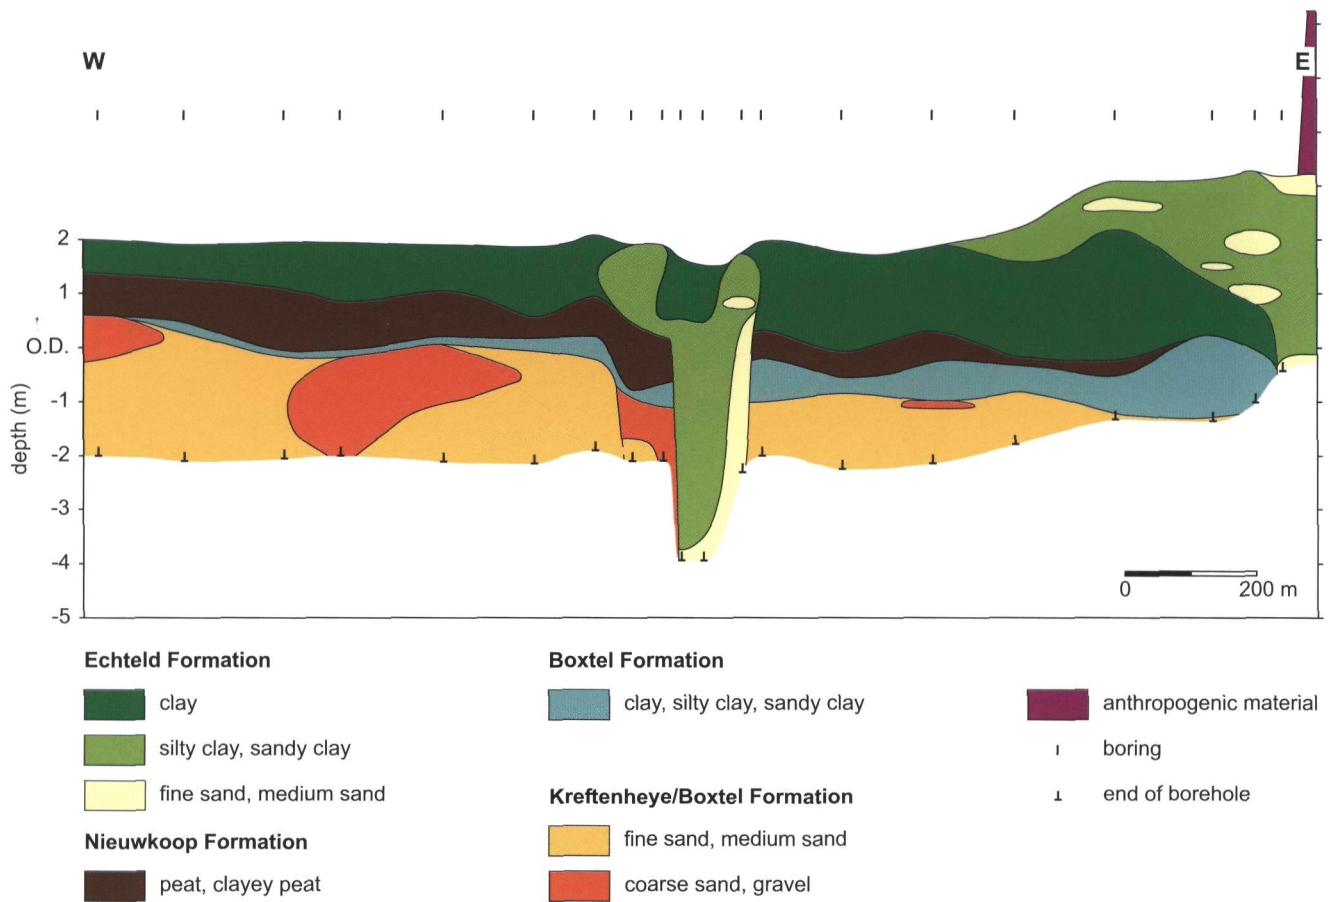 W
E
2
1
O.D.
-1
-2
-3
-4
-5
depth (m)
0 200 m
Echteld Formation
clay
silty clay, sandy clay
fine sand, medium sand
Nieuwkoop Formation
peat, clayey peat
Boxtel Formation
clay, silty clay, sandy clay
Kreftenheye/Boxtel Formation
fine sand, medium sand
coarse sand, gravel
anthropogenic material
boring
end of borehole